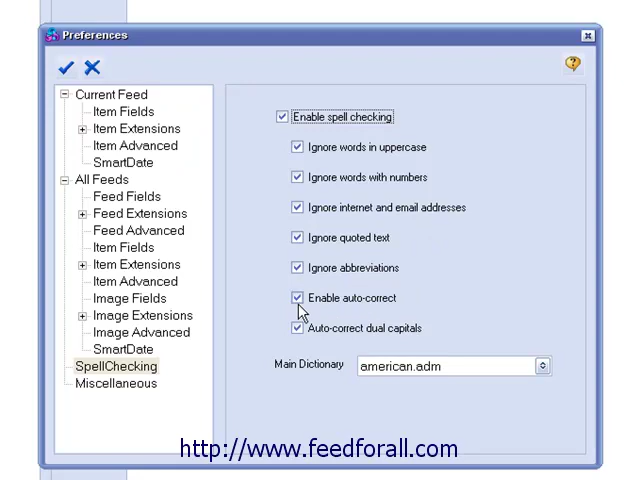 Preferences
Current Feed
Item Fields
Item Extensions
Item Advanced
SmartDate
All Feeds
Feed Fields
Feed Extensions
Feed Advanced
Item Fields
Item Extensions
Item Advanced
Image Fields
Image Extensions
Image Advanced
SmartDate
SpellChecking
Miscellaneous
Enable spell checking
Ignore words in uppercase
Ignore words with numbers
Ignore internet and email addresses
Ignore quoted text
Ignore abbreviations
Enable auto-correct
Auto-correct dual capitals
Main Dictionary american.adm
http://www.feedforall.com